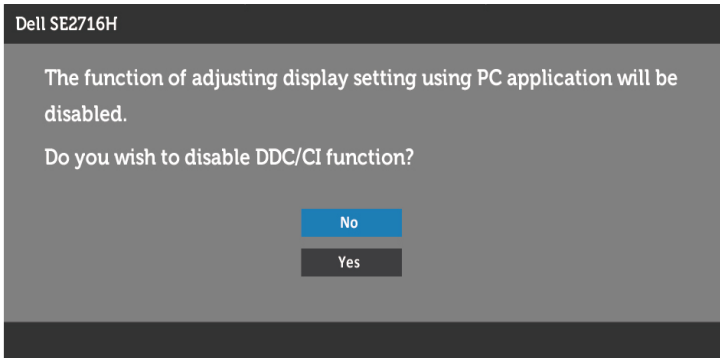 Dell SE2716H
The function of adjusting display setting using PC application will be
disabled.
Do you wish to disable DDC/CI function?
No
Yes